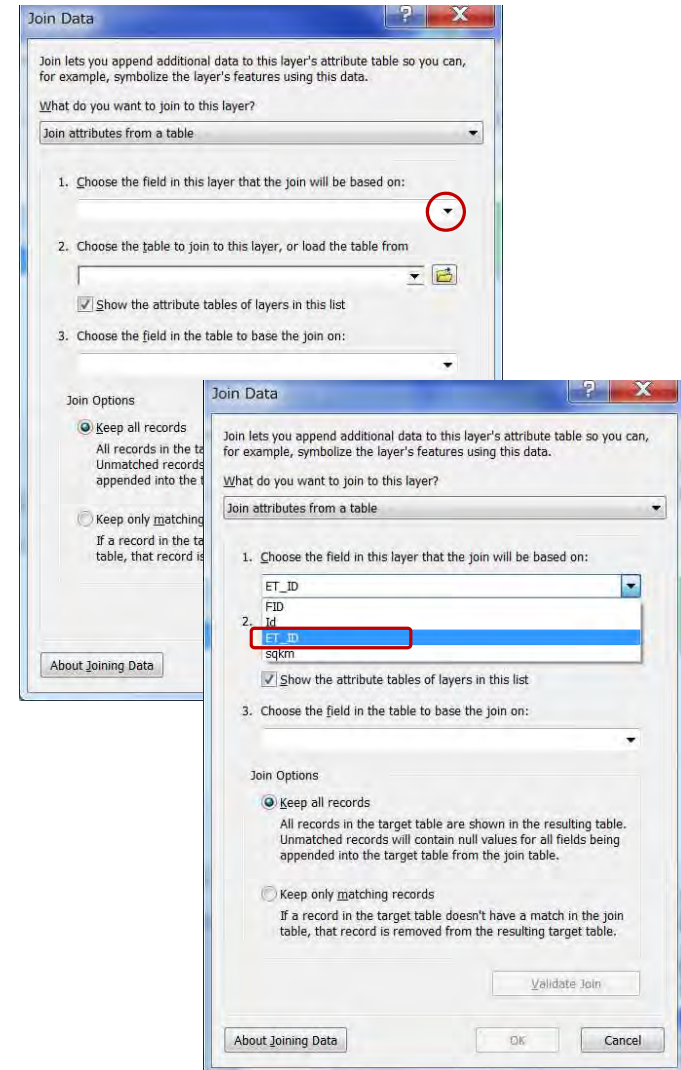 Join Data
?
X
Join lets you append additional data to this layer's attribute table so you can,
for example, symbolize the layer's features using this data.
What do you want to join to this layer?
Join attributes from a table
1. Choose the field in this layer that the join will be based on:
2. Choose the table to join to this layer, or load the table from
Show the attribute tables of layers in this list
3. Choose the field in the table to base the join on:
Join Options
Keep all records
All records in the ta
Unmatched records
appended into the t
Keep only matching
If a record in the ta
table, that record is
About Joining Data
Join Data
?
X
Join lets you append additional data to this layer's attribute table so you can,
for example, symbolize the layer's features using this data.
What do you want to join to this layer?
Join attributes from a table
1. Choose the field in this layer that the join will be based on:
ET_ID
FID
2. Id
ET_ID
sqkm
Show the attribute tables of layers in this list
3. Choose the field in the table to base the join on:
Join Options
Keep all records
All records in the target table are shown in the resulting table.
Unmatched records will contain null values for all fields being
appended into the target table from the join table.
Keep only matching records
If a record in the target table doesn't have a match in the join
table, that record is removed from the resulting target table.
Validate Join
About Joining Data
OK
Cancel